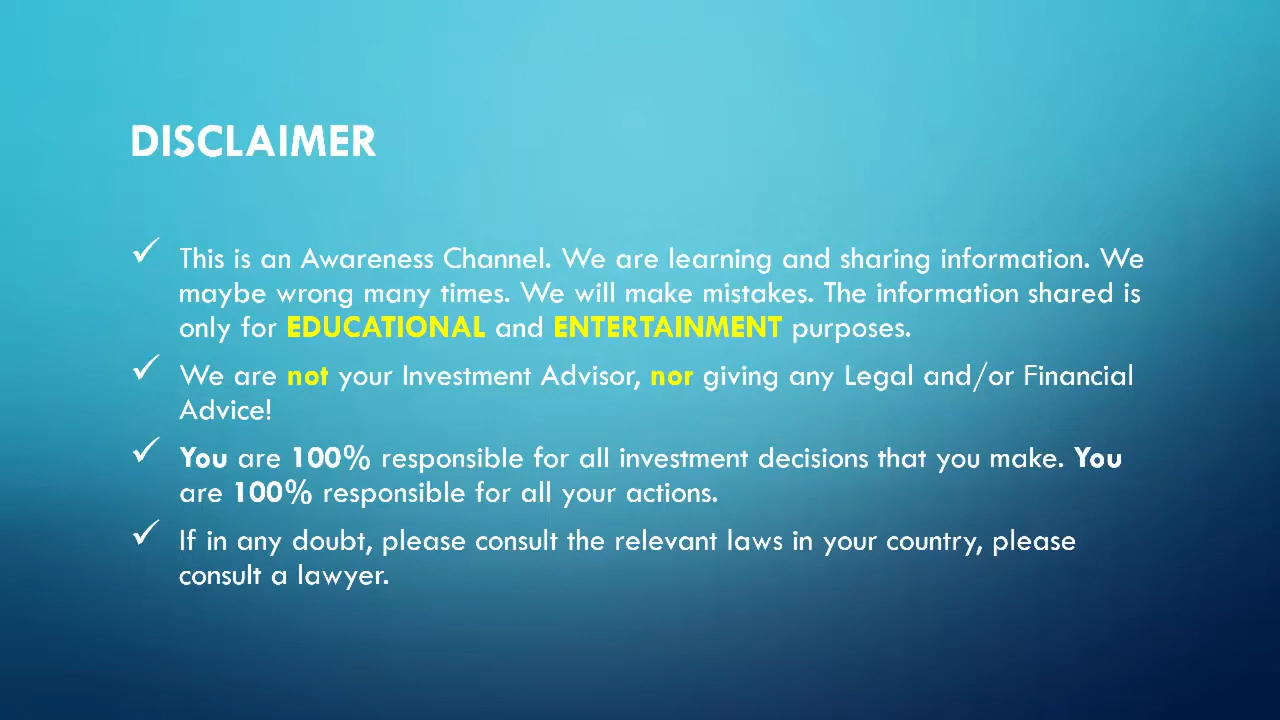 DISCLAIMER
✓ This is an Awareness Channel. We are learning and sharing information. We
maybe wrong many times. We will make mistakes. The information shared is
only for EDUCATIONAL and ENTERTAINMENT purposes.
✓ We are not your Investment Advisor, nor giving any Legal and/or Financial
Advice!
✓ You are 100% responsible for all investment decisions that you make. You
are 100% responsible for all your actions.
✓ If in any doubt, please consult the relevant laws in your country, please
consult a lawyer.